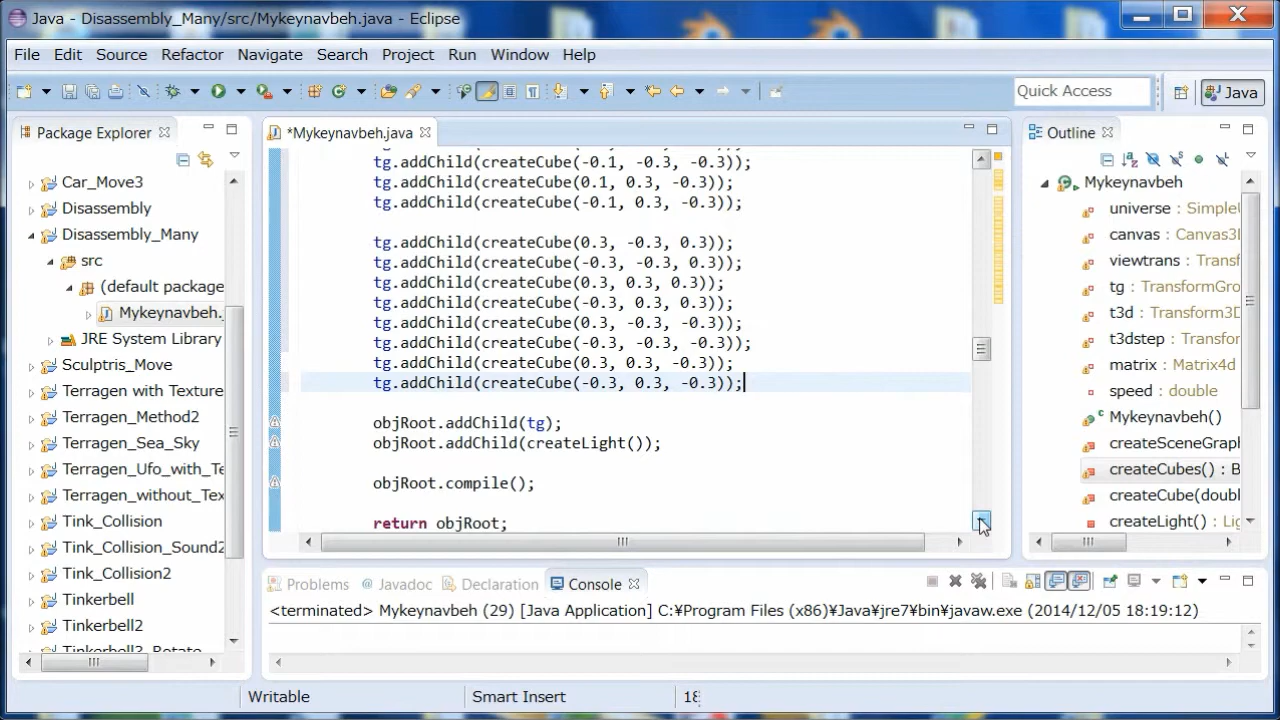 Java - Disassembly_Many/src/Mykeynavbeh.java - Eclipse
File Edit Source Refactor Navigate Search Project Run Window Help
Quick Access
Java
Package Explorer
*Mykeynavbeh.java
Outline
Car_Move3
Disassembly
Disassembly_Many
src
(default package
Mykeynavbeh.
JRE System Library
Sculptris_Move
Terragen with Texture
Terragen_Method2
Terragen_Sea_Sky
Terragen_Ufo_with_Te
Terragen_without_Tex
Tink_Collision
Tink_Collision_Sound2
Tink_Collision2
Tinkerbell
Tinkerbell2
Tinkerbell3_Rotate
tg.addChild(createCube(-0.1, -0.3, -0.3));
tg.addChild(createCube(0.1, 0.3, -0.3));
tg.addChild(createCube(-0.1, 0.3, -0.3));
tg.addChild(createCube(0.3, -0.3, 0.3));
tg.addChild(createCube(-0.3, -0.3, 0.3));
tg.addChild(createCube(0.3, 0.3, 0.3));
tg.addChild(createCube(-0.3, 0.3, 0.3));
tg.addChild(createCube(0.3, -0.3, -0.3));
tg.addChild(createCube(-0.3, -0.3, -0.3));
tg.addChild(createCube(0.3, 0.3, -0.3));
tg.addChild(createCube(-0.3, 0.3, -0.3));
objRoot.addChild(tg);
objRoot.addChild(createLight());
objRoot.compile();
return objRoot;
Mykeynavbeh
universe : SimpleU
canvas : Canvas3D
viewtrans : Transf
tg : TransformGro
t3d : Transform3D
t3dstep : Transfor
matrix : Matrix4d
speed : double
Mykeynavbeh()
createSceneGraph
createCubes() : B
createCube(doubl
createLight() : Lig
Problems Javadoc Declaration Console
<terminated> Mykeynavbeh (29) [Java Application] C:¥Program Files (x86)¥Java¥jre7¥bin¥javaw.exe (2014/12/05 18:19:12)
Writable Smart Insert 18